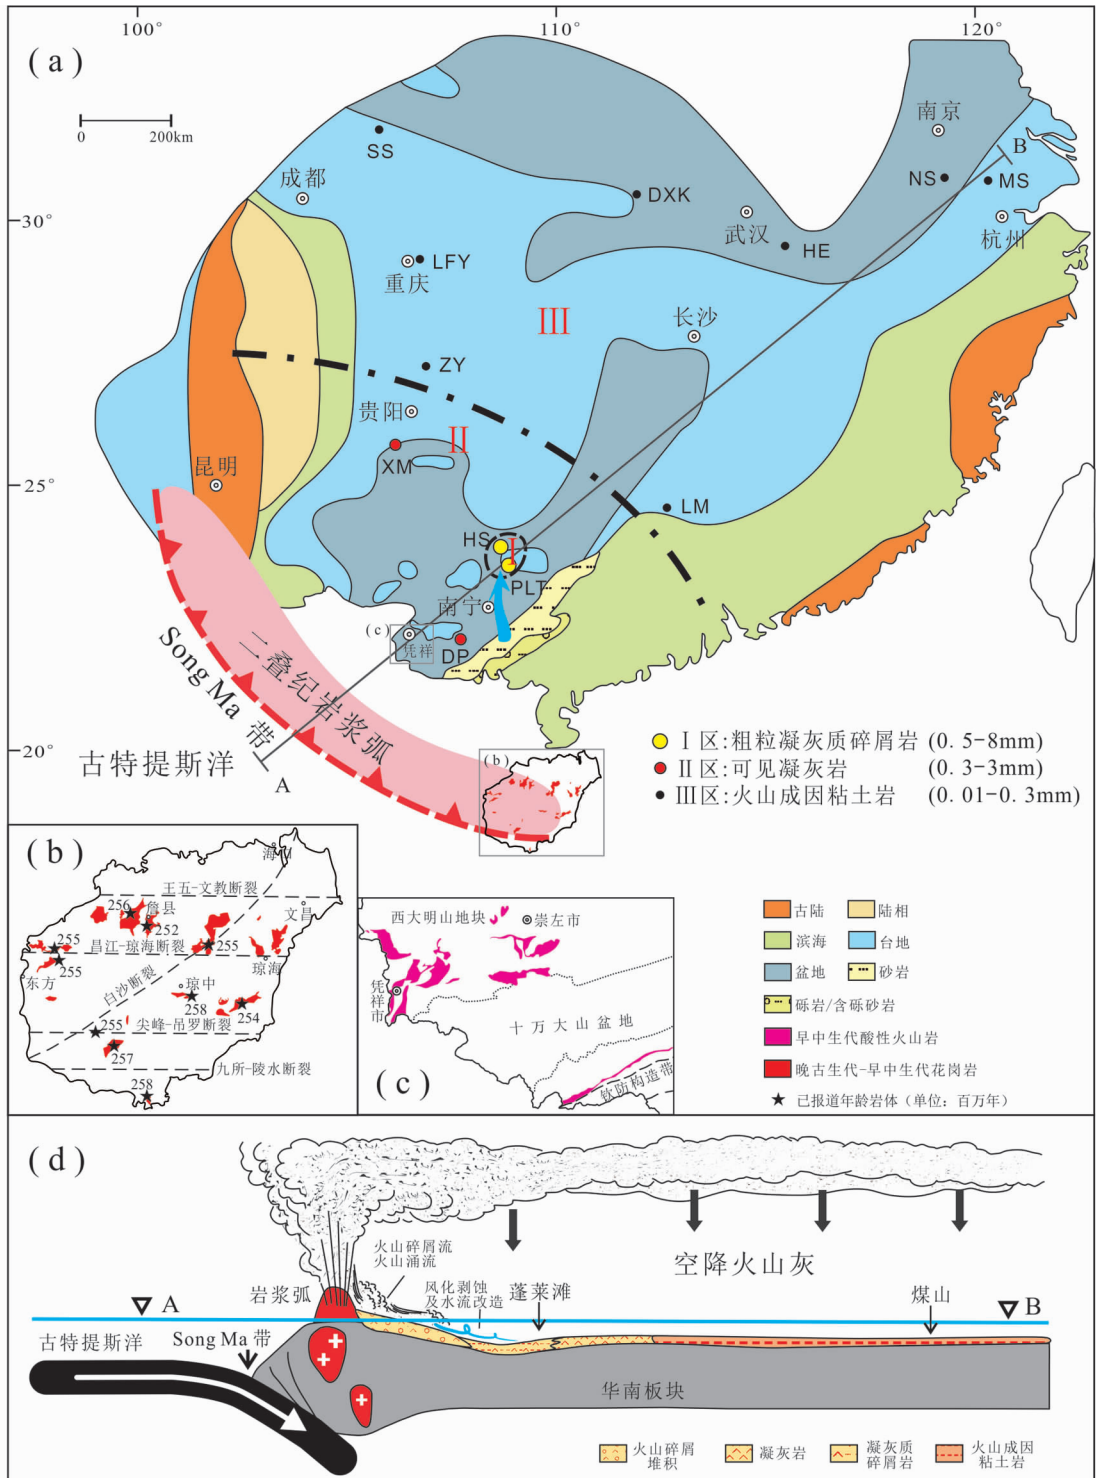 100°
110°
120°
(a)
0
200km
SS
成都
南京
B
NS
MS
DXK
30°
武汉
杭州
HE
LFY
重庆
III
长沙
ZY
贵阳
II
XM
昆明
25°
LM
HS
I
PLT
南宁
(c)
凭祥
DP
Song Ma 带
二叠纪岩浆弧
20°
古特提斯洋
A
(b)
I 区:粗粒凝灰质碎屑岩 (0.5-8mm)
II区:可见凝灰岩 (0.3-3mm)
III区:火山成因粘土岩 (0.01-0.3mm)
(b)
王五-文教断裂
256
儋县
252
文昌
255
昌江-琼海断裂
255
255
琼海
东方
白沙断裂
琼中
258
254
255
尖峰-吊罗断裂
257
九所-陵水断裂
258
西大明山地块
崇左市
凭祥市
十万大山盆地
钦防构造带
(c)
古陆
陆相
滨海
台地
盆地
砂岩
砾岩/含砾砂岩
早中生代酸性火山岩
晚古生代-早中生代花岗岩
已报道年龄岩体（单位：百万年）
(d)
火山碎屑流
火山涌流
空降火山灰
岩浆弧
风化剥蚀
及水流改造
蓬莱滩
煤山
A
B
古特提斯洋
Song Ma 带
华南板块
火山碎屑
堆积
凝灰岩
凝灰质
碎屑岩
火山成因
粘土岩